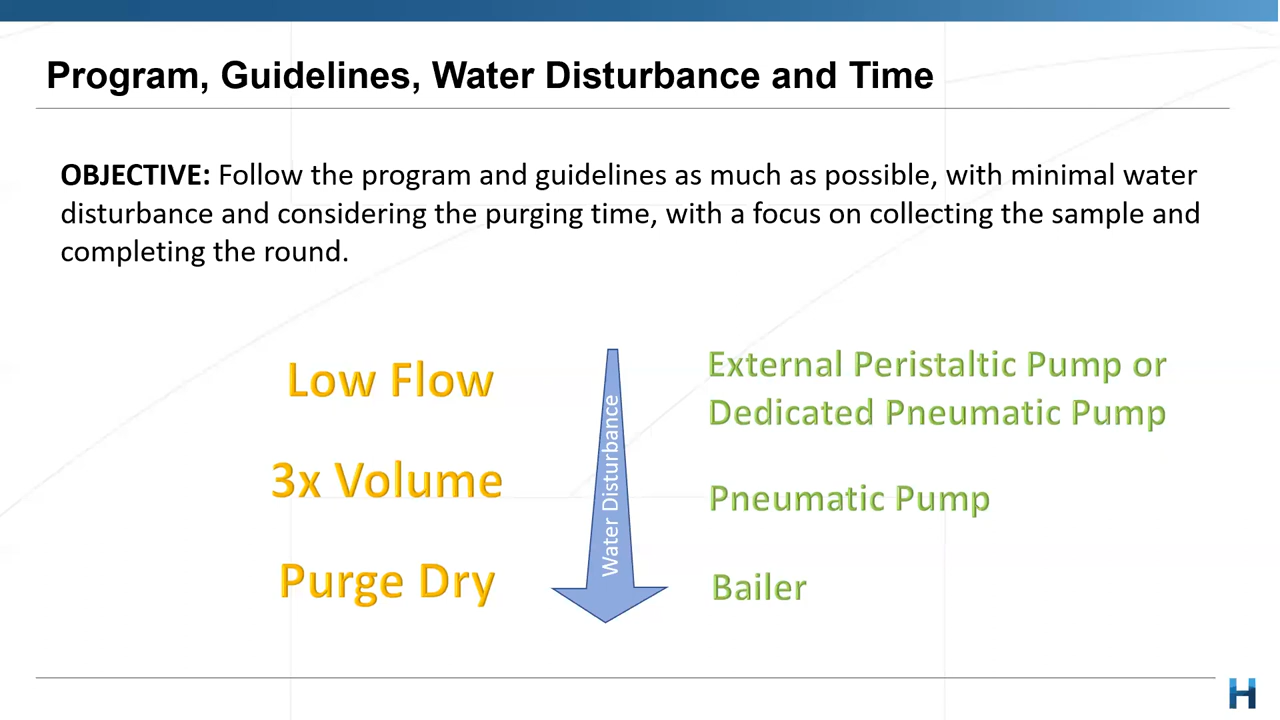 Program, Guidelines, Water Disturbance and Time
OBJECTIVE: Follow the program and guidelines as much as possible, with minimal water
disturbance and considering the purging time, with a focus on collecting the sample and
completing the round.
Low Flow
3x Volume
Purge Dry
Water Disturbance
External Peristaltic Pump or
Dedicated Pneumatic Pump
Pneumatic Pump
Bailer
H